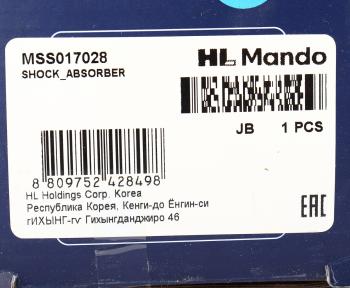 MSS017028
SHOCK_ABSORBER
HL Mando
JB 1 PCS
8 809752 428498
HL Holdings Corp. Korea
Республика Корея, Кенги-до Ёнгин-си
гИХЫНГ-гу Гихынгданджиро 46
EAC